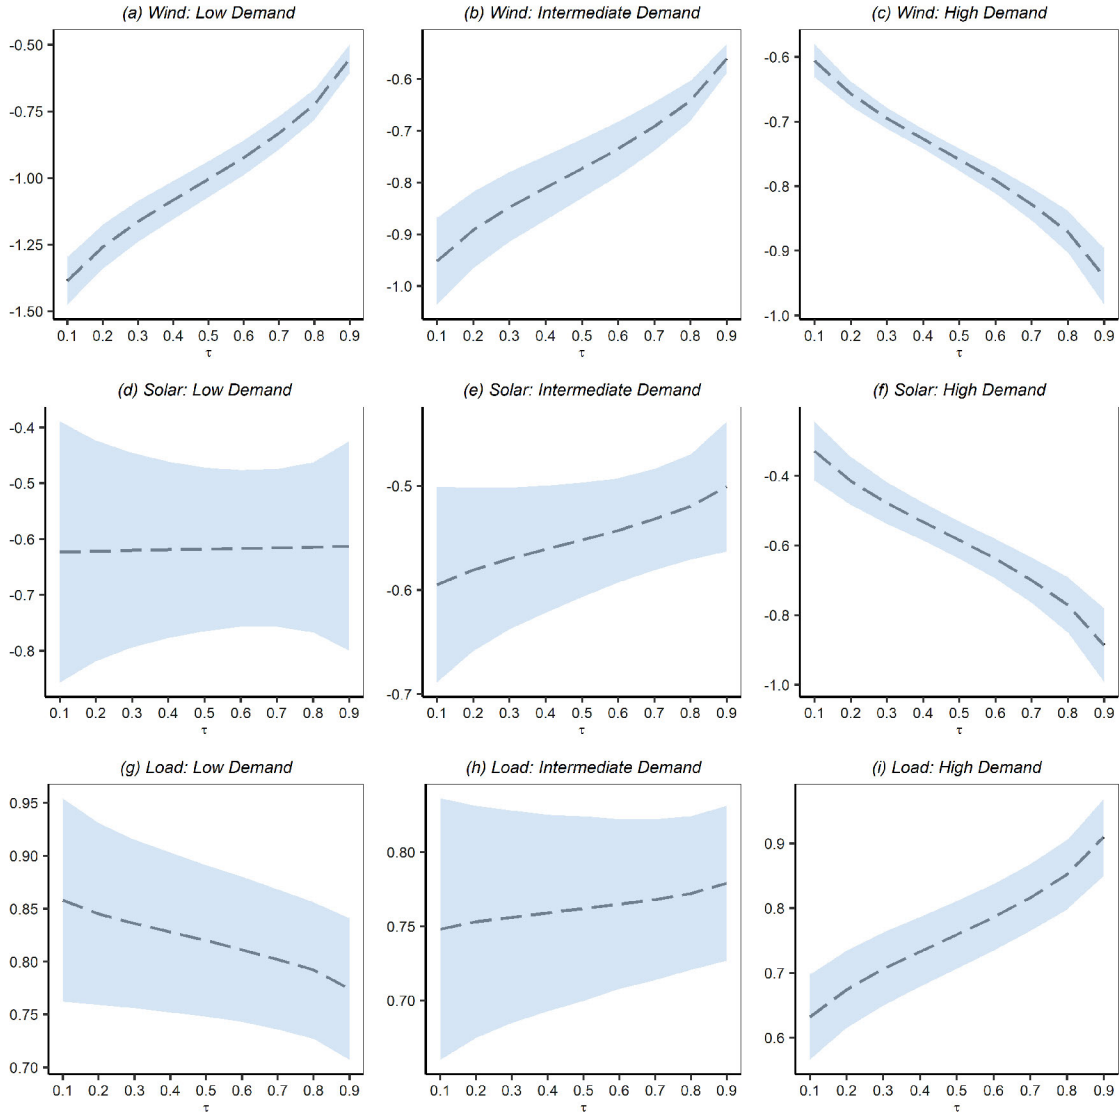 (a) Wind: Low Demand
-0.50
-0.75
-1.00
-1.25
-1.50
0.1 0.2 0.3 0.4 0.5 0.6 0.7 0.8 0.9
τ
(b) Wind: Intermediate Demand
-0.6
-0.7
-0.8
-0.9
-1.0
0.1 0.2 0.3 0.4 0.5 0.6 0.7 0.8 0.9
τ
(c) Wind: High Demand
-0.6
-0.7
-0.8
-0.9
-1.0
0.1 0.2 0.3 0.4 0.5 0.6 0.7 0.8 0.9
τ
(d) Solar: Low Demand
-0.4
-0.5
-0.6
-0.7
-0.8
0.1 0.2 0.3 0.4 0.5 0.6 0.7 0.8 0.9
τ
(e) Solar: Intermediate Demand
-0.5
-0.6
-0.7
0.1 0.2 0.3 0.4 0.5 0.6 0.7 0.8 0.9
τ
(f) Solar: High Demand
-0.4
-0.6
-0.8
-1.0
0.1 0.2 0.3 0.4 0.5 0.6 0.7 0.8 0.9
τ
(g) Load: Low Demand
0.95
0.90
0.85
0.80
0.75
0.70
0.1 0.2 0.3 0.4 0.5 0.6 0.7 0.8 0.9
τ
(h) Load: Intermediate Demand
0.80
0.75
0.70
0.1 0.2 0.3 0.4 0.5 0.6 0.7 0.8 0.9
τ
(i) Load: High Demand
0.9
0.8
0.7
0.6
0.1 0.2 0.3 0.4 0.5 0.6 0.7 0.8 0.9
τ